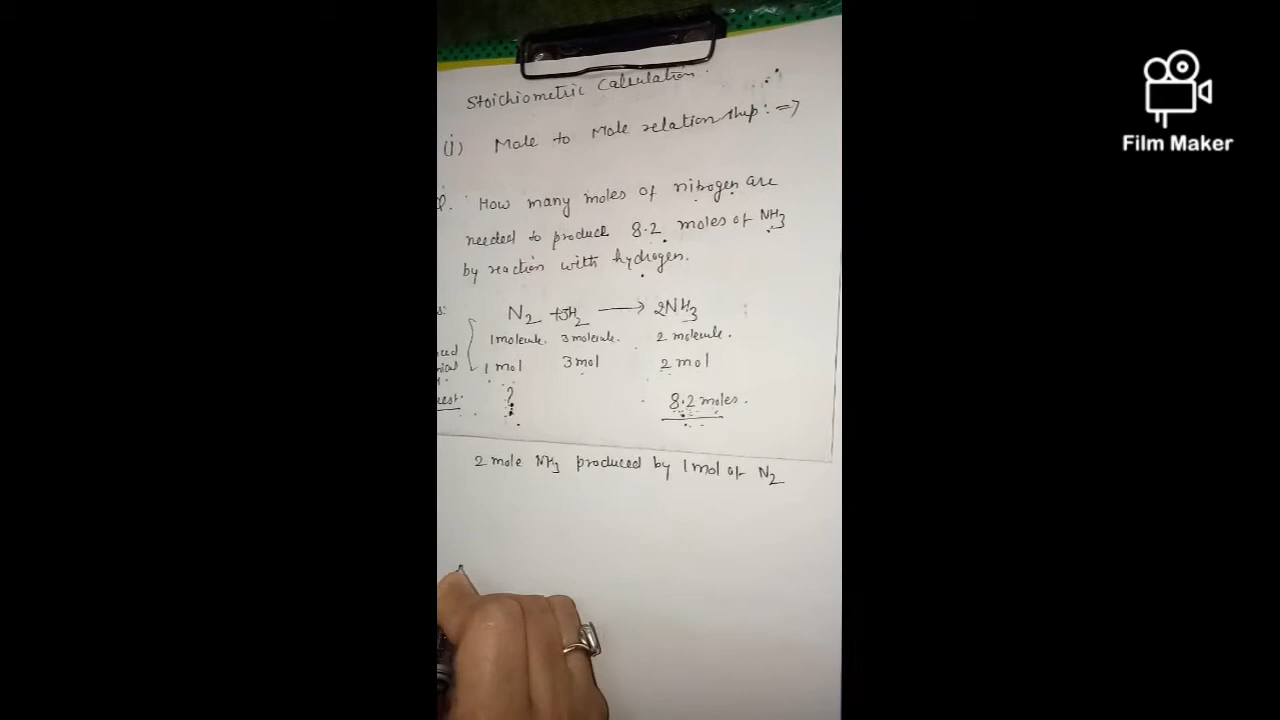 Stoichiometric Calculation.
(i) Mole to Mole relationship: =>
Q. How many moles of nitrogen are
needed to produce 8.2 moles of NH3
by reaction with hydrogen.
N2 + 3H2 → 2NH3
1 molecule. 3 molecule. 2 molecule.
1 mol 3 mol 2 mol
? 8.2 moles.
2 mole NH3 produced by 1 mol of N2
Film Maker